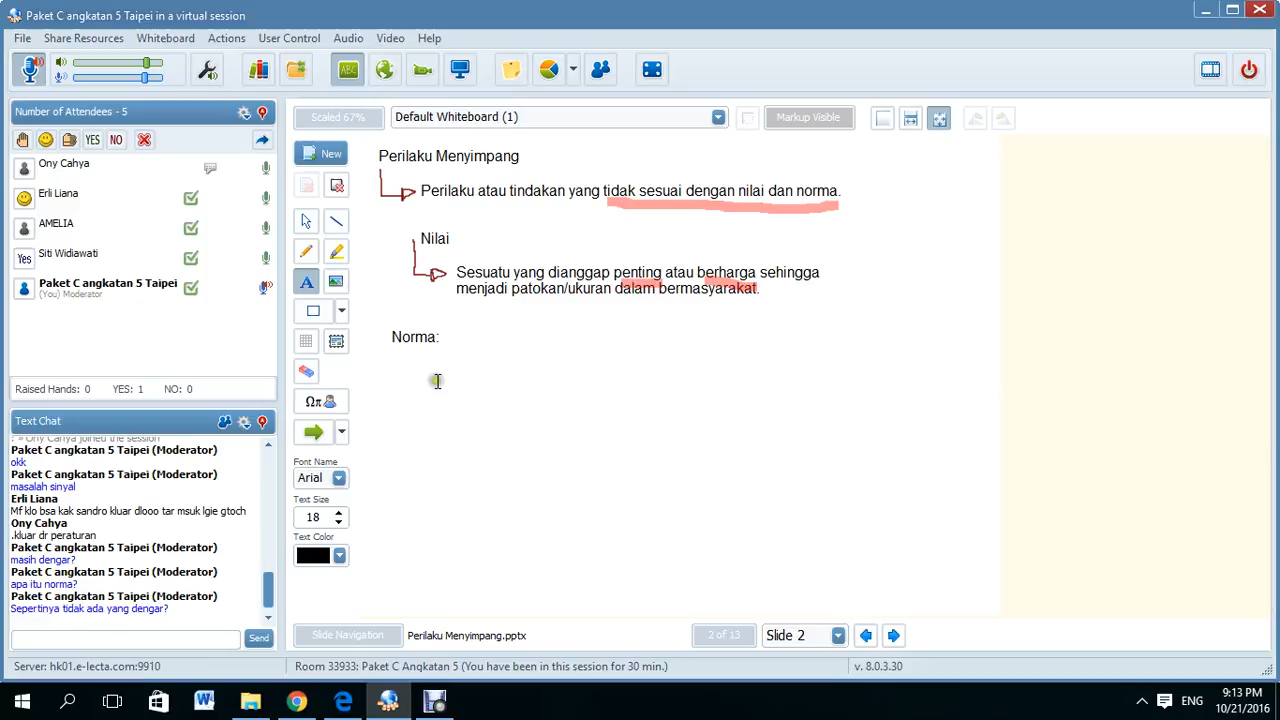 Paket C angkatan 5 Taipei in a virtual session
File Share Resources Whiteboard Actions User Control Audio Video Help
ABC
Number of Attendees - 5
YES NO
Ony Cahya
Erli Liana
AMELIA
Yes Siti Widiawati
Paket C angkatan 5 Taipei
(You) Moderator
Raised Hands: 0 YES: 1 NO: 0
Text Chat
: » Ony Cahya joined the session
Paket C angkatan 5 Taipei (Moderator)
okk
Paket C angkatan 5 Taipei (Moderator)
masalah sinyal
Erli Liana
Mf klo bsa kak sandro kluar dlooo tar msuk lgie gtoch
Ony Cahya
.kluar dr peraturan
Paket C angkatan 5 Taipei (Moderator)
masih dengar?
Paket C angkatan 5 Taipei (Moderator)
apa itu norma?
Paket C angkatan 5 Taipei (Moderator)
Sepertinya tidak ada yang dengar?
Send
Scaled 67% Default Whiteboard (1) Markup Visible
New
A
Ωπ
Font Name
Arial
Text Size
18
Text Color
Perilaku Menyimpang
Perilaku atau tindakan yang tidak sesuai dengan nilai dan norma.
Nilai
Sesuatu yang dianggap penting atau berharga sehingga
menjadi patokan/ukuran dalam bermasyarakat.
Norma:
Slide Navigation Perilaku Menyimpang.pptx 2 of 13 Slide 2
Server: hk01.e-lecta.com:9910 Room 33933: Paket C Angkatan 5 (You have been in this session for 30 min.) v. 8.0.3.30
ENG
9:13 PM
10/21/2016